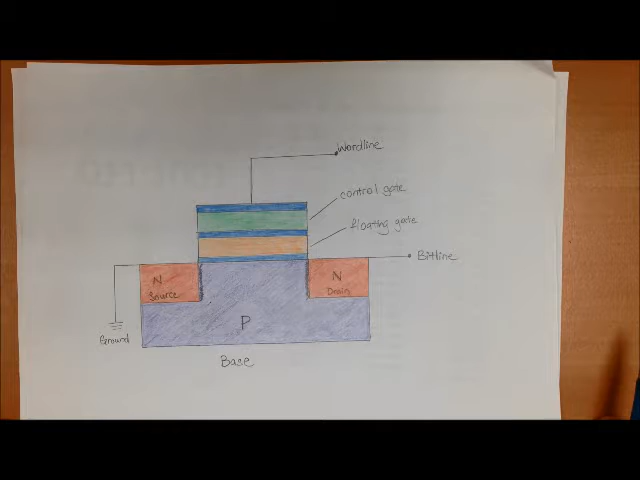 Wordline
control gate
floating gate
Bitline
N
Source
N
Drain
P
Ground
Base